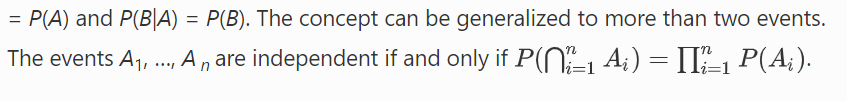 = P(A) and P(B|A) = P(B). The concept can be generalized to more than two events.
The events A₁, ..., A ₙ are independent if and only if P(⋂ⁿᵢ₌₁ Aᵢ) = ∏ⁿᵢ₌₁ P(Aᵢ).